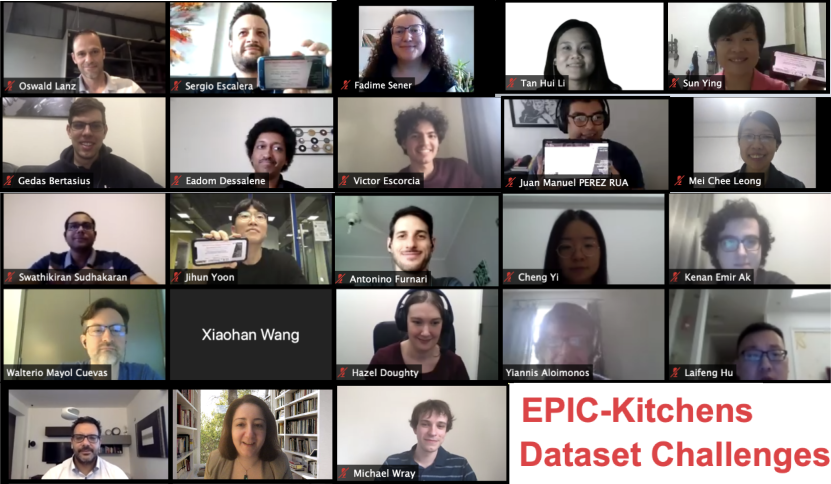 Oswald Lanz
Sergio Escalera
Fadime Sener
Tan Hui Li
Sun Ying
Gedas Bertasius
Eadom Dessalene
Victor Escorcia
Juan Manuel PEREZ RUA
Mei Chee Leong
Swathikiran Sudhakaran
Jihun Yoon
Antonino Furnari
Cheng Yi
Kenan Emir Ak
Walterio Mayol Cuevas
Xiaohan Wang
Hazel Doughty
Yiannis Aloimonos
Laifeng Hu
Michael Wray
EPIC-Kitchens
Dataset Challenges